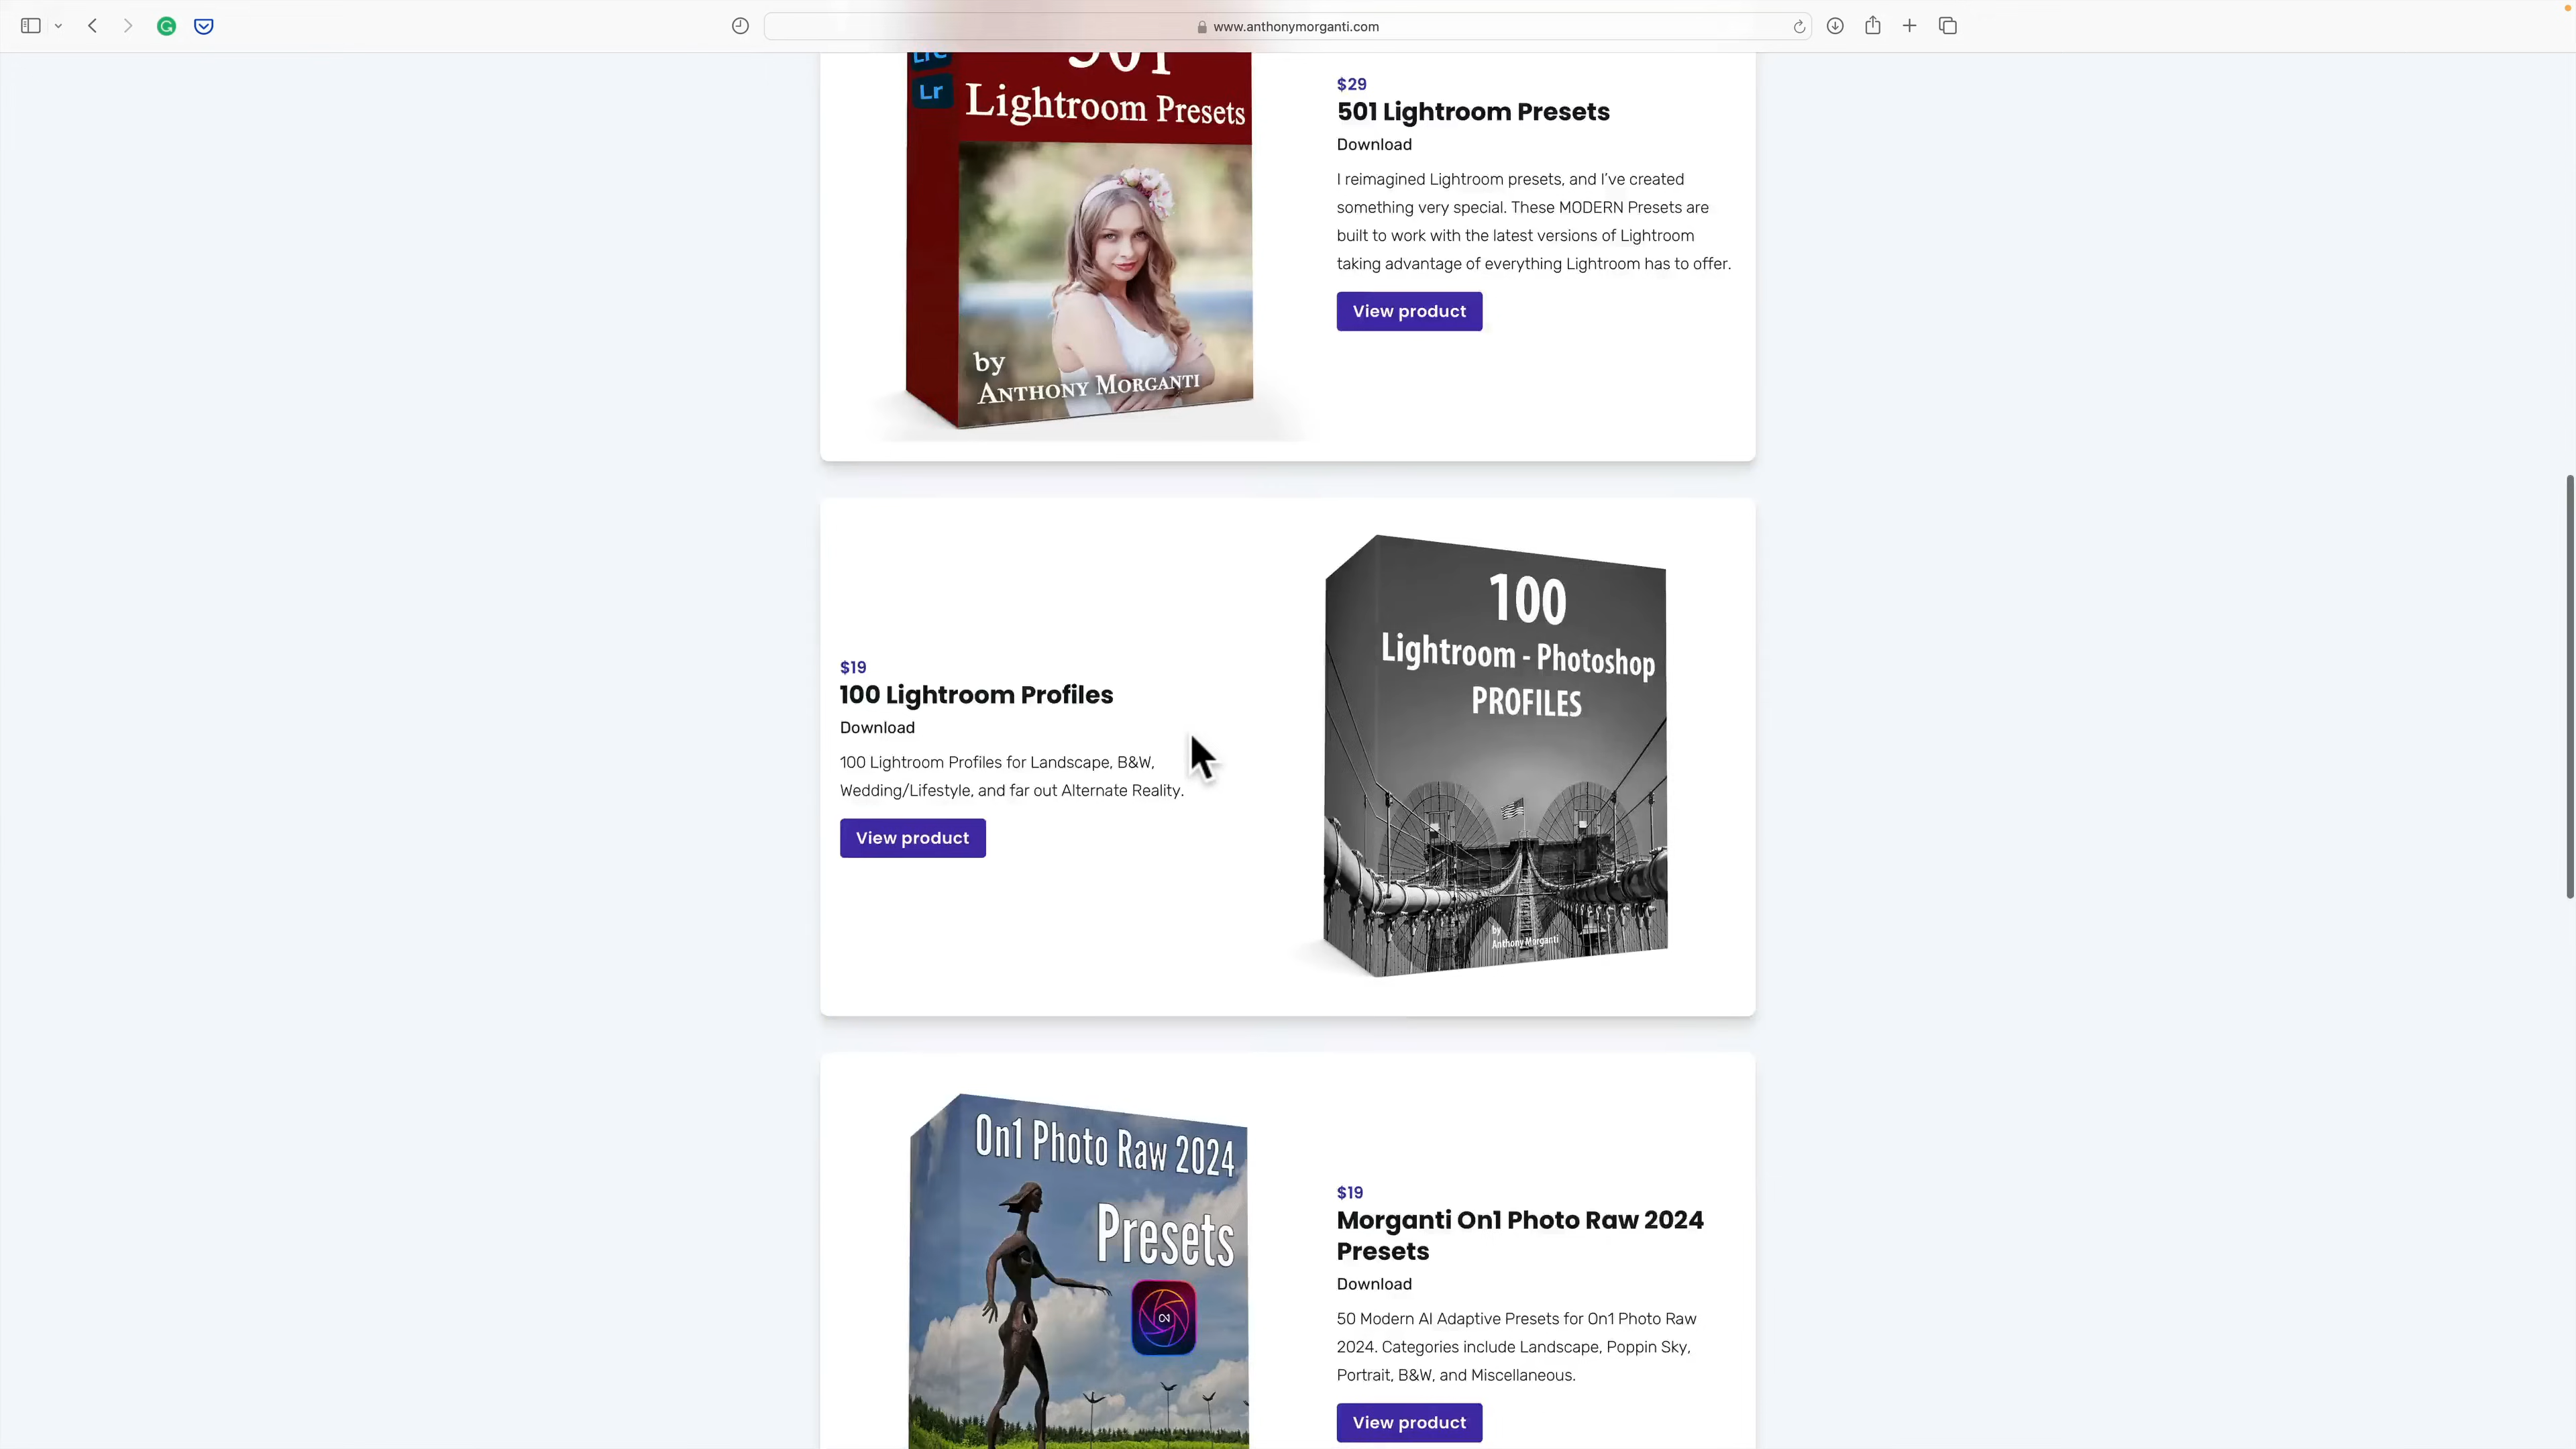 www.anthonymorganti.com
LrC
Lr
501
Lightroom Presets
by
ANTHONY MORGANTI
$29
501 Lightroom Presets
Download
I reimagined Lightroom presets, and I've created
something very special. These MODERN Presets are
built to work with the latest versions of Lightroom
taking advantage of everything Lightroom has to offer.
View product
$19
100 Lightroom Profiles
Download
100 Lightroom Profiles for Landscape, B&W,
Wedding/Lifestyle, and far out Alternate Reality.
View product
100
Lightroom - Photoshop
PROFILES
by
Anthony Morganti
On1 Photo Raw 2024
Presets
$19
Morganti On1 Photo Raw 2024
Presets
Download
50 Modern AI Adaptive Presets for On1 Photo Raw
2024. Categories include Landscape, Poppin Sky,
Portrait, B&W, and Miscellaneous.
View product